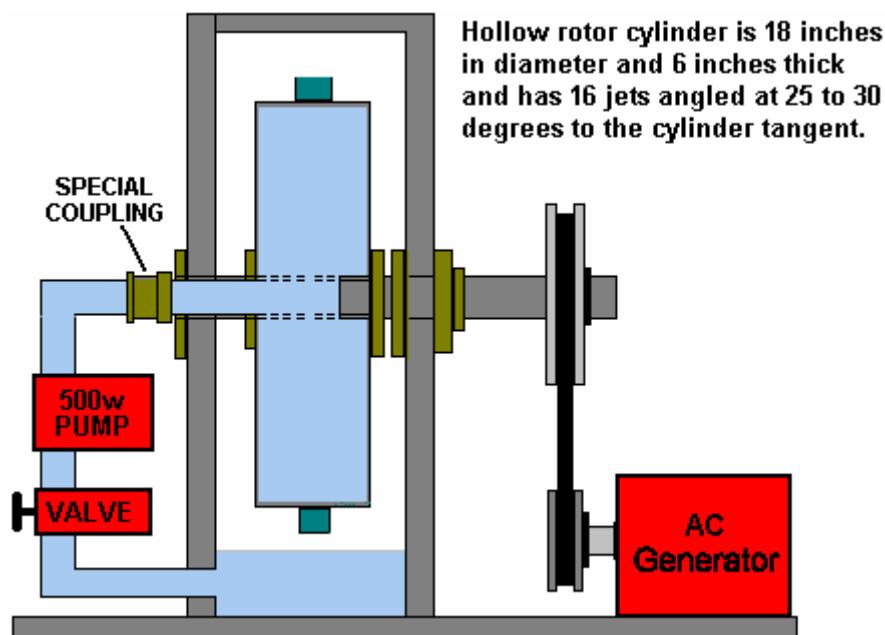 Hollow rotor cylinder is 18 inches
in diameter and 6 inches thick
and has 16 jets angled at 25 to 30
degrees to the cylinder tangent.
SPECIAL
COUPLING
500w
PUMP
VALVE
AC
Generator